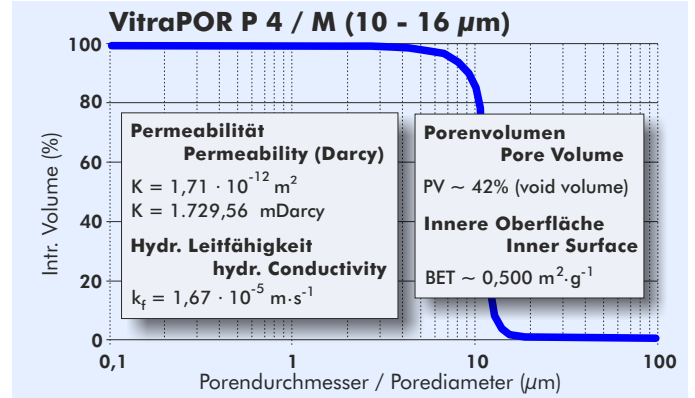 VitraPOR P 4 / M (10 - 16 µm)
Intr. Volume (%)
100
80
60
40
20
0
Permeabilität
Permeability (Darcy)
K = 1,71 · 10⁻¹² m²
K = 1.729,56 mDarcy
Hydr. Leitfähigkeit
hydr. Conductivity
k_f = 1,67 · 10⁻⁵ m·s⁻¹
Porenvolumen
Pore Volume
PV ~ 42% (void volume)
Innere Oberfläche
Inner Surface
BET ~ 0,500 m²·g⁻¹
0,1 1 10 100
Porendurchmesser / Porediameter (µm)